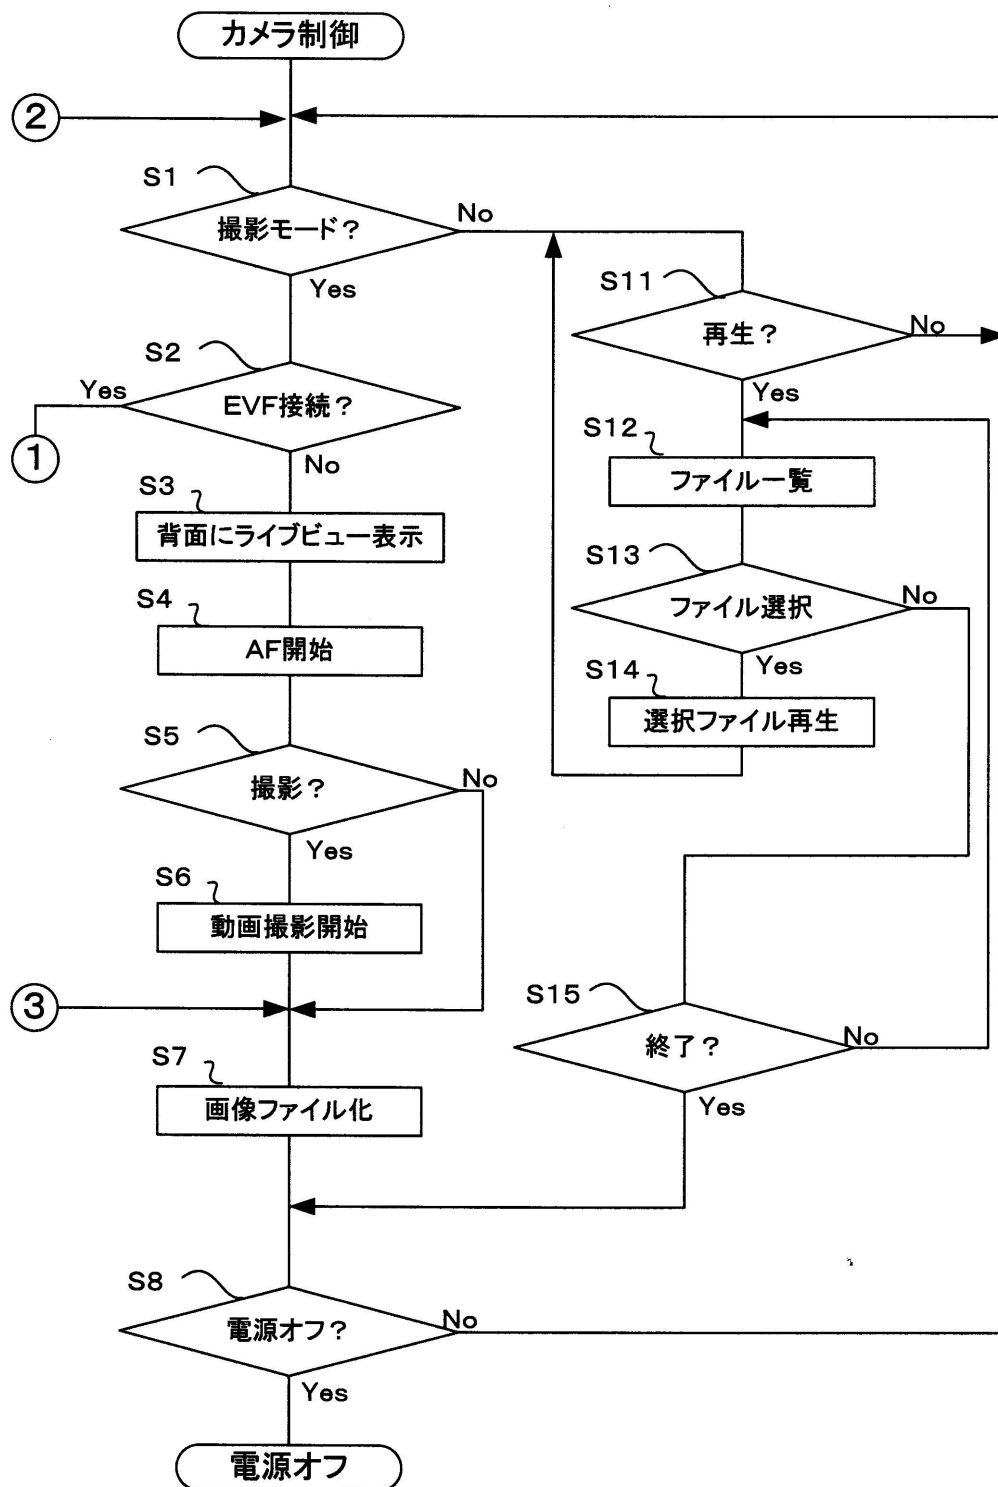 カメラ制御
②
S1
撮影モード?
No
Yes
S11
再生?
No
Yes
S2
EVF接続?
Yes
①
No
S12
ファイル一覧
S3
背面にライブビュー表示
S13
ファイル選択
No
Yes
S4
AF開始
S14
選択ファイル再生
S5
撮影?
No
Yes
S6
動画撮影開始
③
S15
終了?
No
Yes
S7
画像ファイル化
S8
電源オフ?
No
Yes
電源オフ